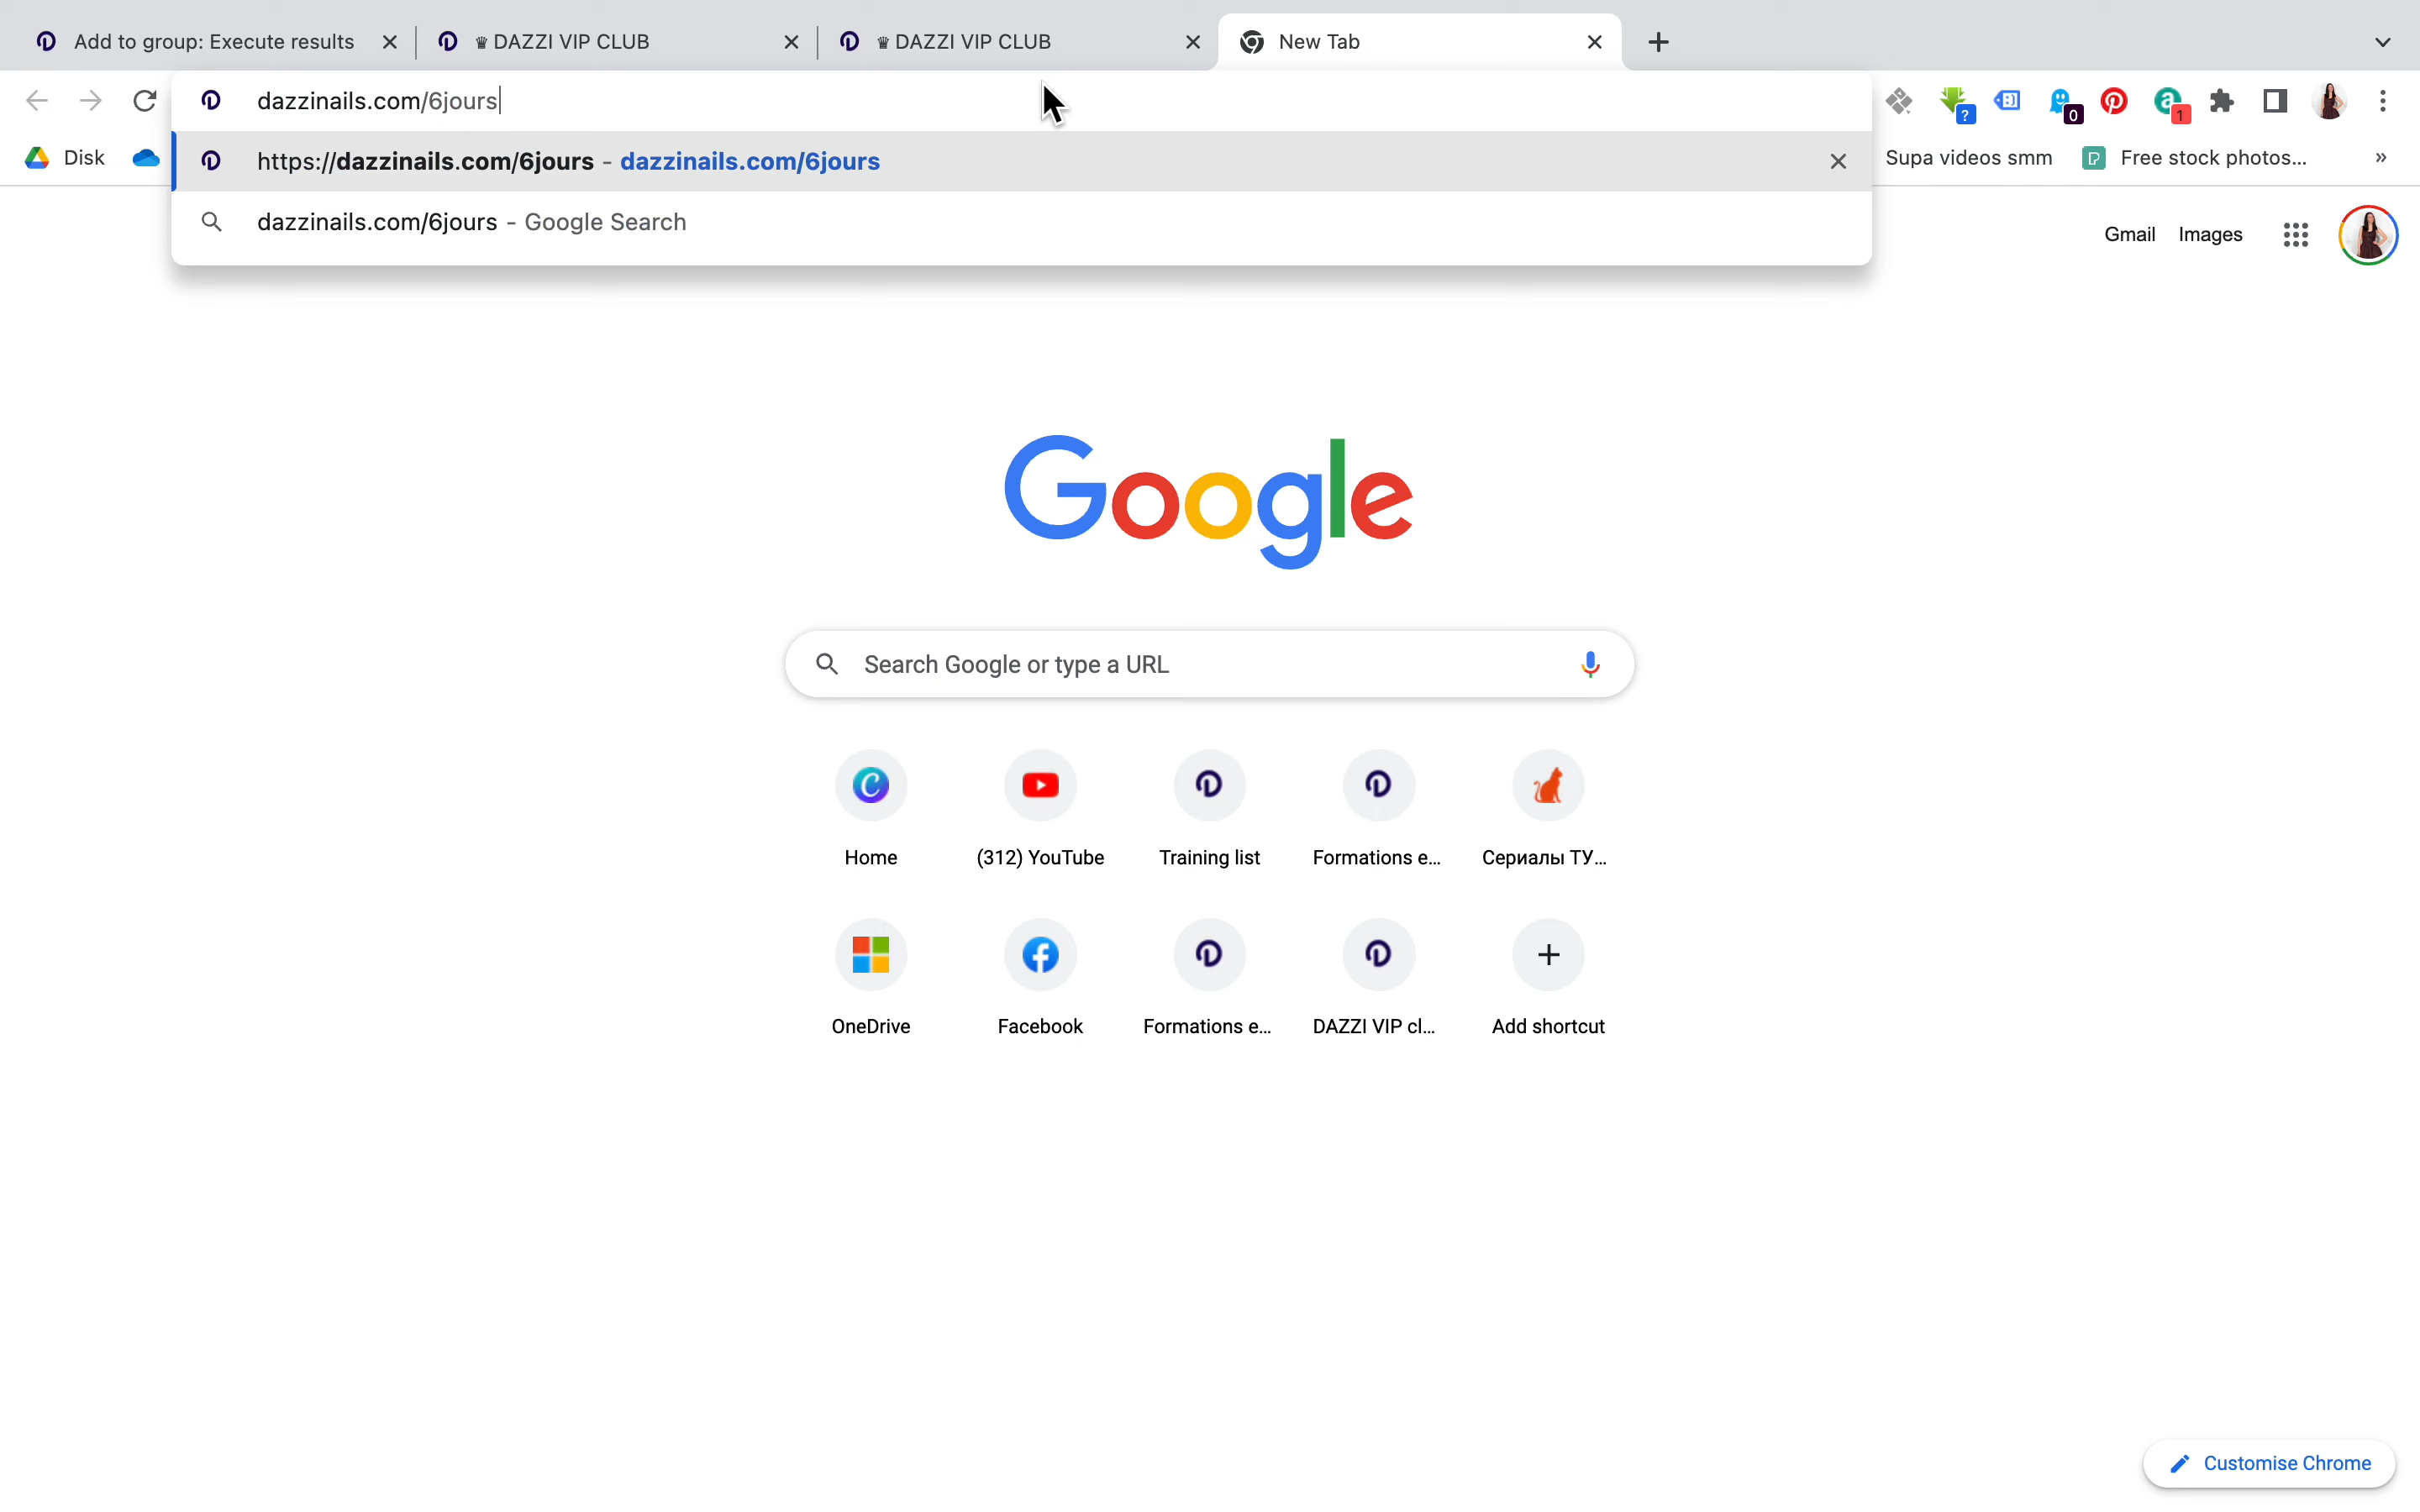 Add to group: Execute results
♛ DAZZI VIP CLUB
♛ DAZZI VIP CLUB
New Tab
dazzinails.com/6jours
?
0
1
Disk
https://dazzinails.com/6jours - dazzinails.com/6jours
Supa videos smm
Free stock photos...
»
dazzinails.com/6jours - Google Search
Gmail
Images
Google
Search Google or type a URL
Home
(312) YouTube
Training list
Formations e...
Сериалы ТУ...
OneDrive
Facebook
Formations e...
DAZZI VIP cl...
Add shortcut
Customise Chrome